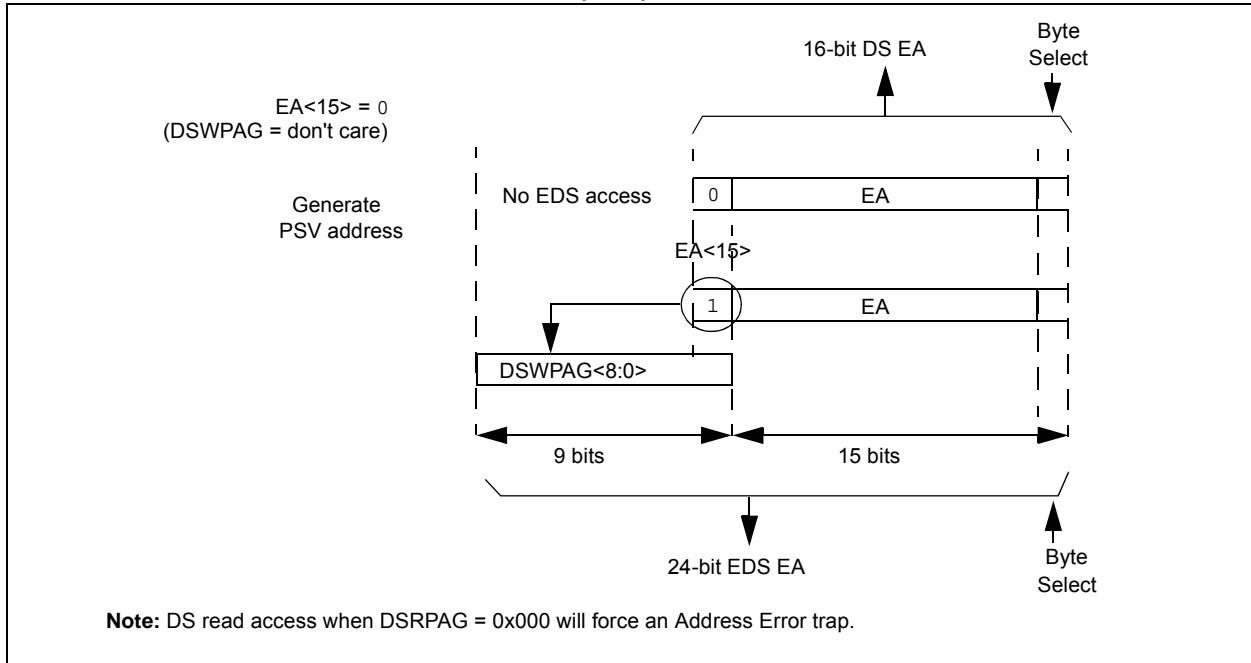 16-bit DS EA
Byte
Select
EA<15> = 0
(DSWPAG = don't care)
No EDS access
0
EA
Generate
PSV address
EA<15>
1
EA
DSWPAG<8:0>
9 bits
15 bits
24-bit EDS EA
Byte
Select
Note: DS read access when DSRPAG = 0x000 will force an Address Error trap.